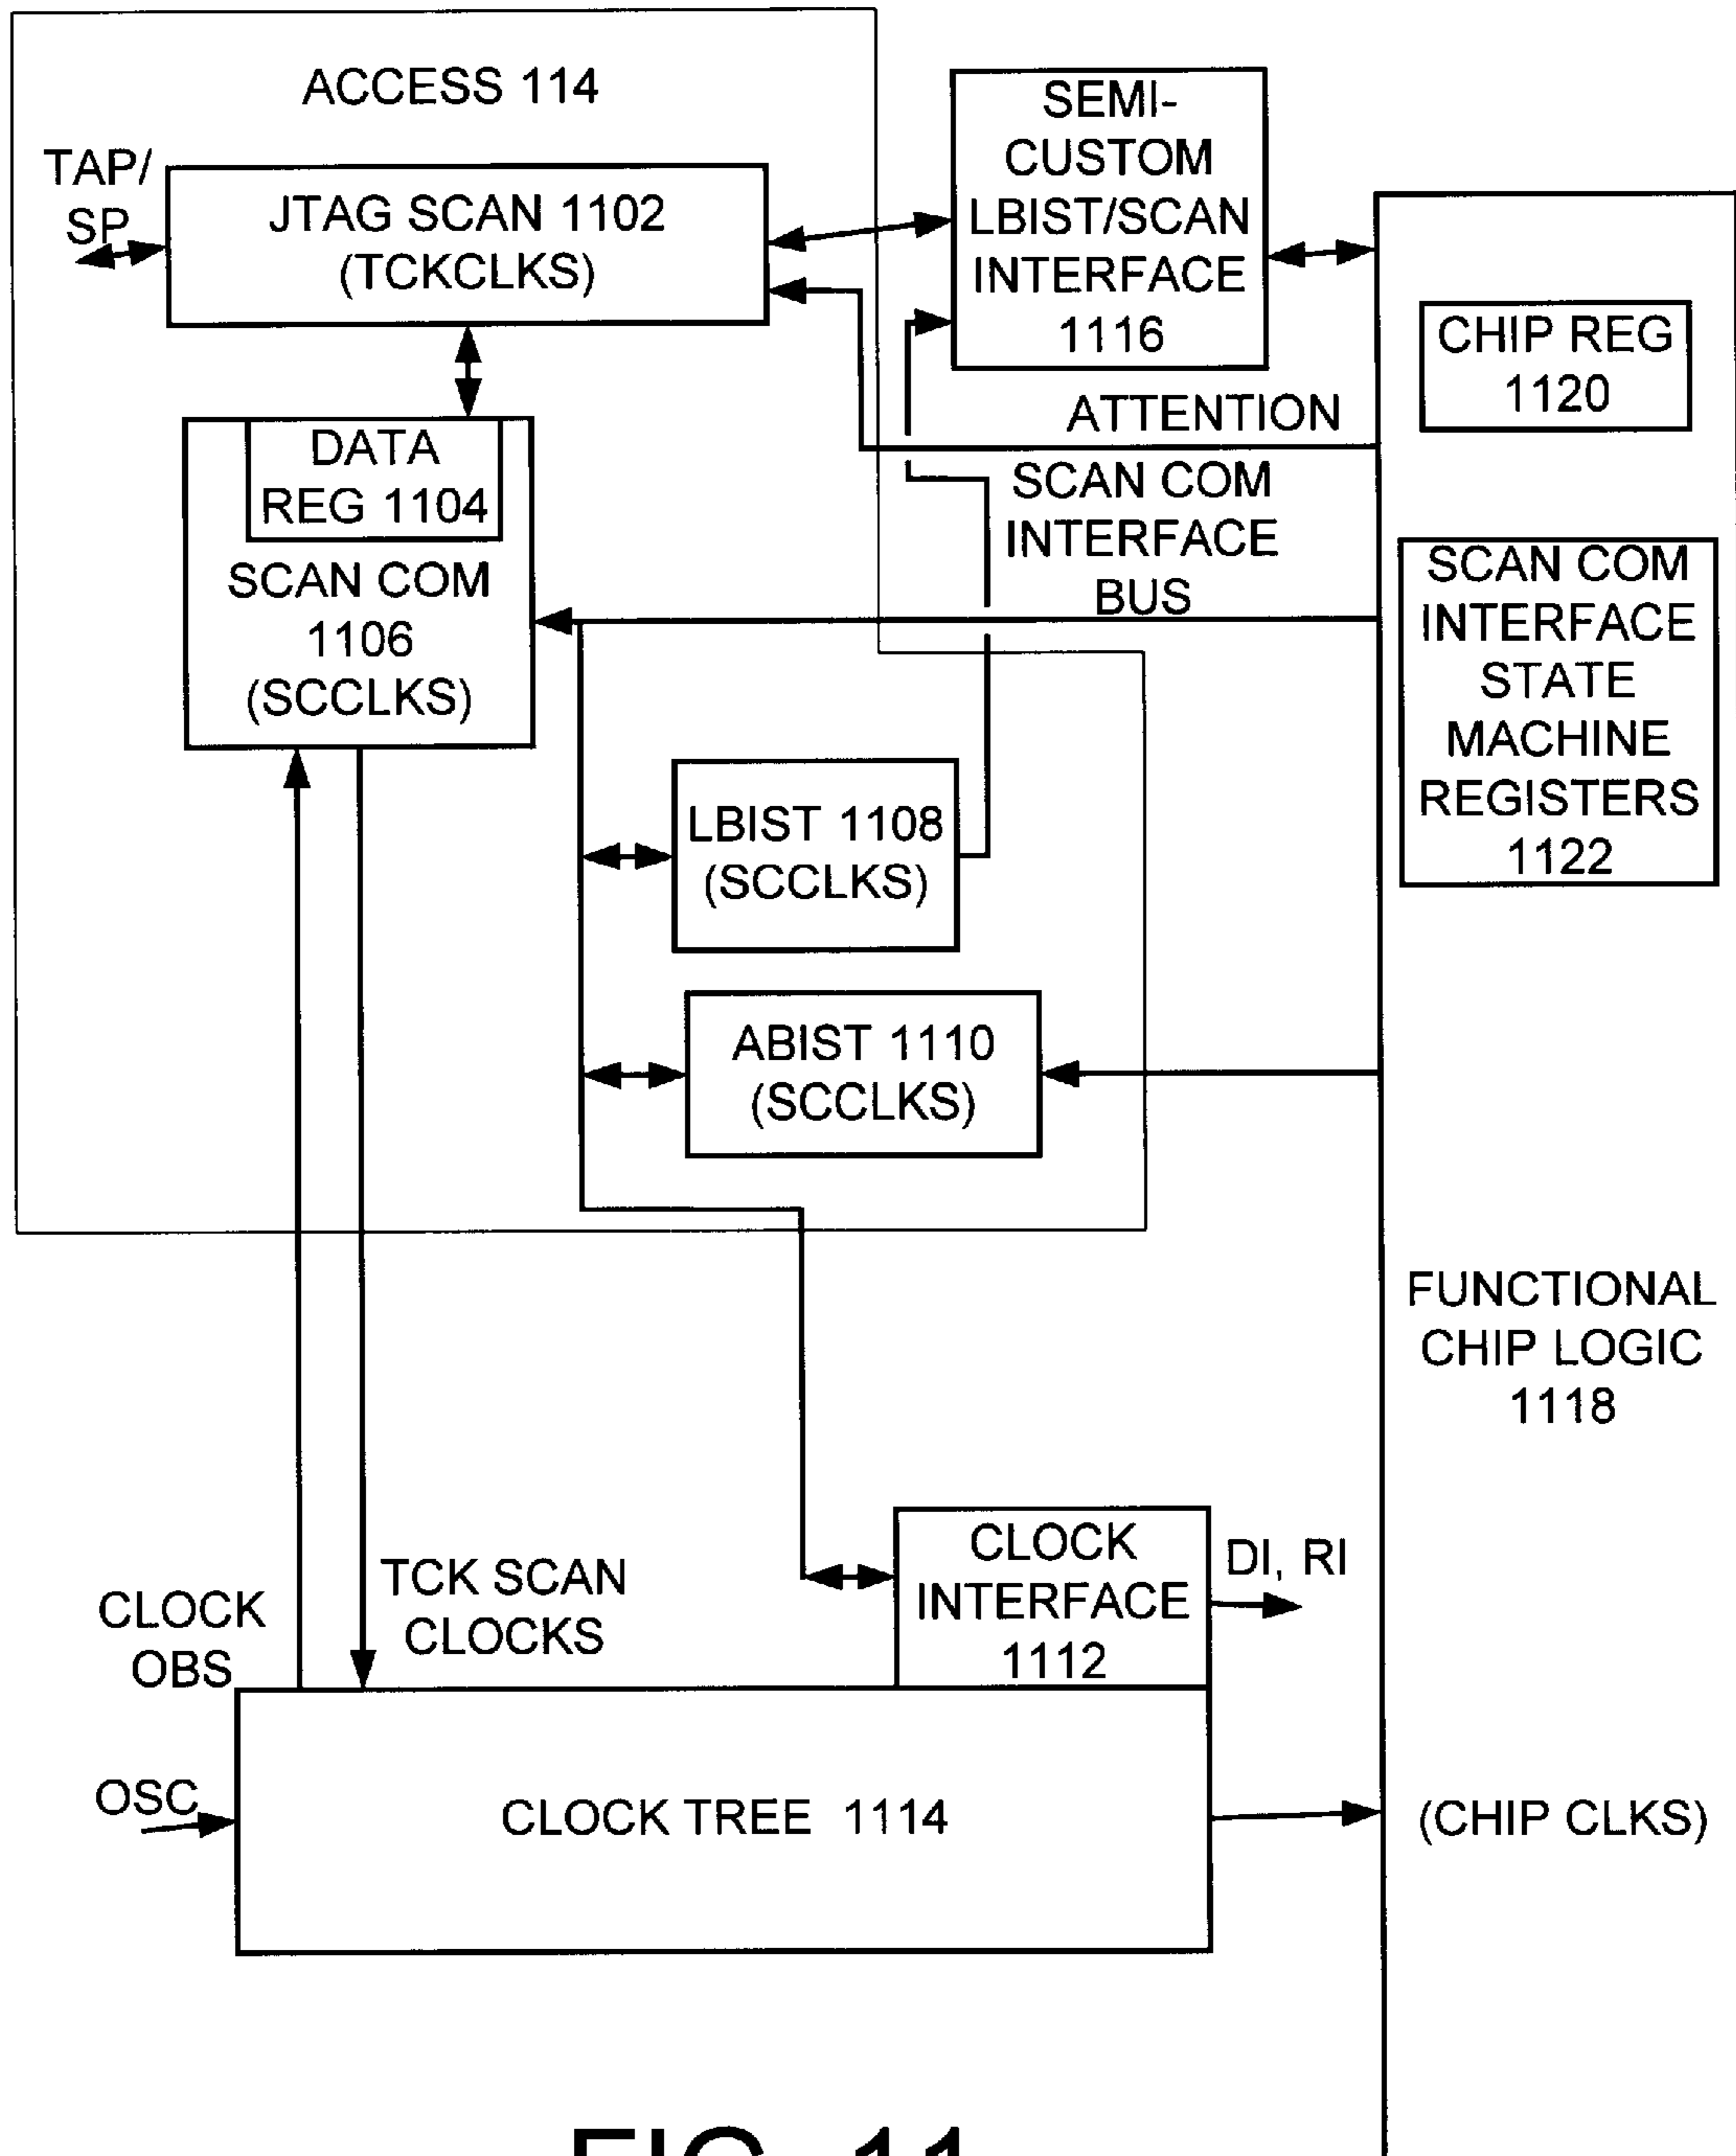 ACCESS 114
TAP/
SP
JTAG SCAN 1102
(TCKCLKS)
SEMI-
CUSTOM
LBIST/SCAN
INTERFACE
1116
CHIP REG
1120
ATTENTION
DATA
REG 1104
SCAN COM
1106
(SCCLKS)
SCAN COM
INTERFACE
BUS
SCAN COM
INTERFACE
STATE
MACHINE
REGISTERS
1122
LBIST 1108
(SCCLKS)
ABIST 1110
(SCCLKS)
FUNCTIONAL
CHIP LOGIC
1118
CLOCK
OBS
TCK SCAN
CLOCKS
CLOCK
INTERFACE
1112
DI, RI
OSC
CLOCK TREE 1114
(CHIP CLKS)
FIG. 11